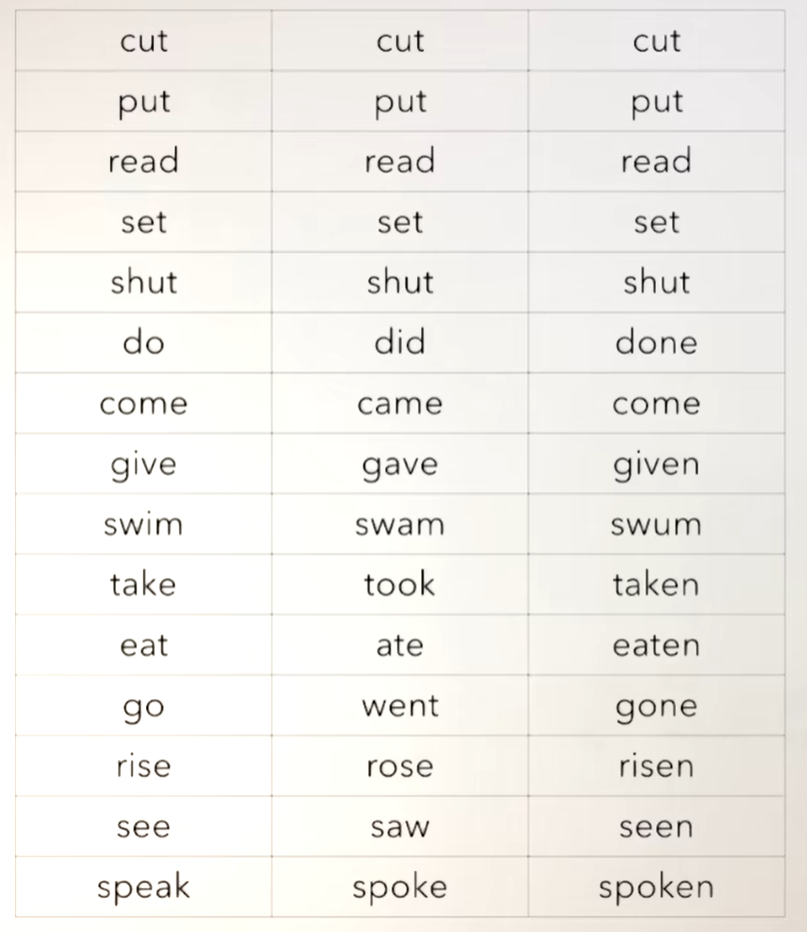 cut cut cut
put put put
read read read
set set set
shut shut shut
do did done
come came come
give gave given
swim swam swum
take took taken
eat ate eaten
go went gone
rise rose risen
see saw seen
speak spoke spoken